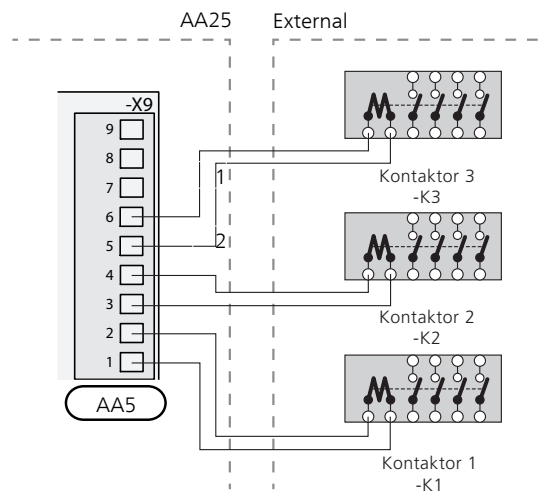 AA25 External
-X9
9
8
7
6
5
4
3
2
1
1
2
AA5
Kontaktor 3
-K3
Kontaktor 2
-K2
Kontaktor 1
-K1